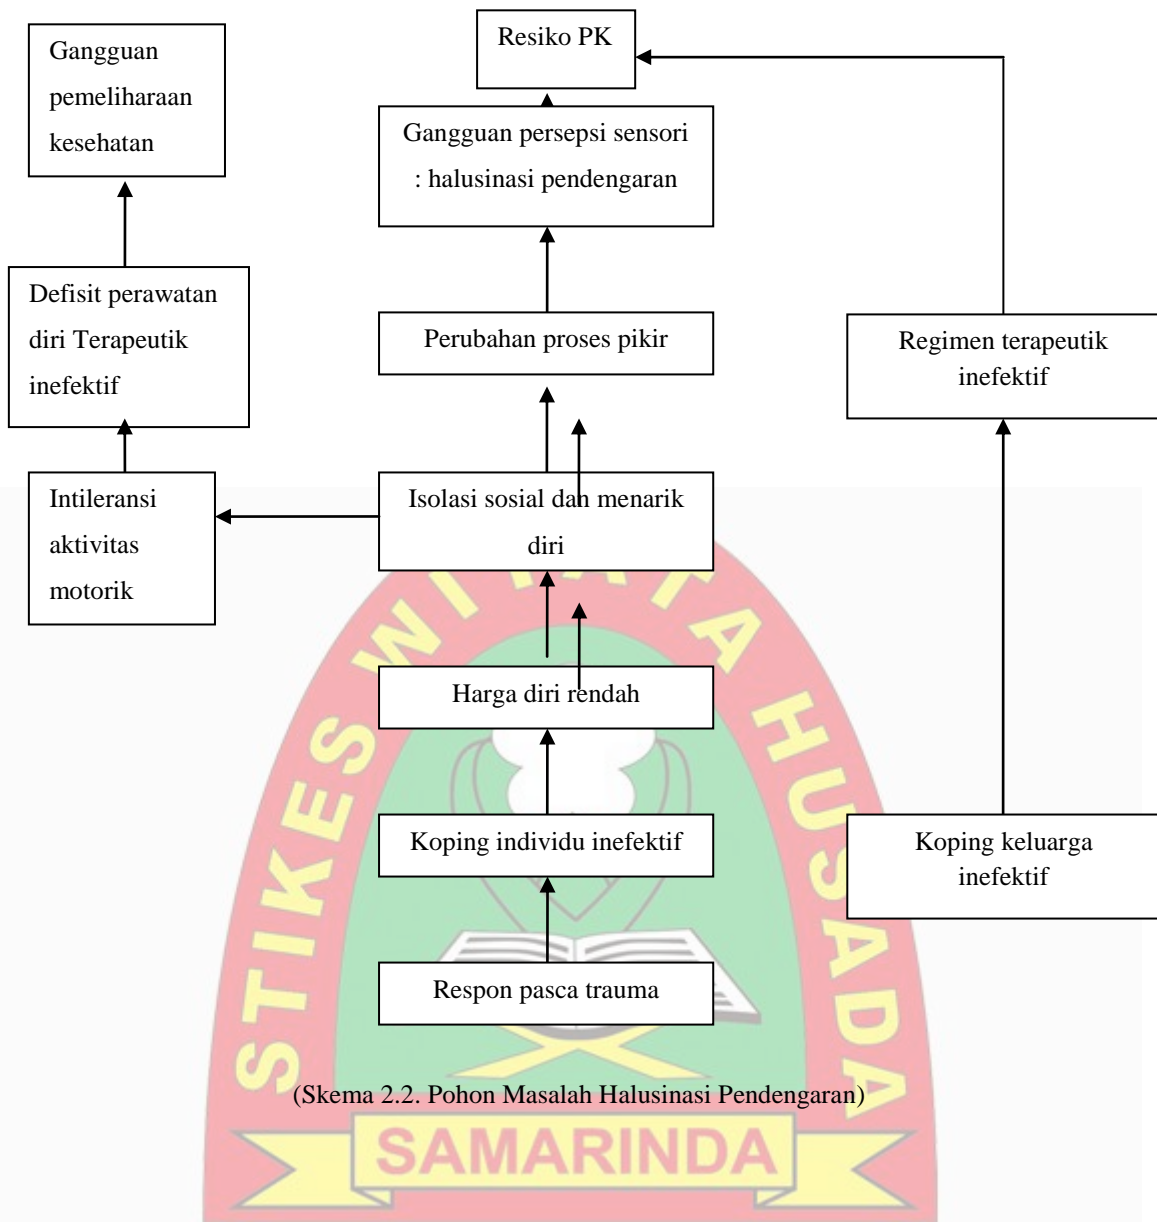 Gangguan
pemeliharaan
kesehatan
Resiko PK
Gangguan persepsi sensori
: halusinasi pendengaran
Defisit perawatan
diri Terapeutik
inefektif
Perubahan proses pikir
Regimen terapeutik
inefektif
Intileransi
aktivitas
motorik
Isolasi sosial dan menarik
diri
Harga diri rendah
Koping individu inefektif
Koping keluarga
inefektif
Respon pasca trauma
(Skema 2.2. Pohon Masalah Halusinasi Pendengaran)
STIKES WIYATA HUSADA
SAMARINDA